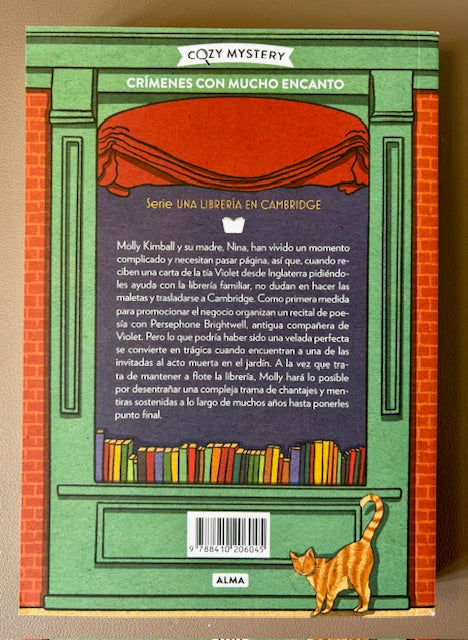 COZY MYSTERY
CRÍMENES CON MUCHO ENCANTO
Serie UNA LIBRERÍA EN CAMBRIDGE
Molly Kimball y su madre, Nina, han vivido un momento
complicado y necesitan pasar página, así que, cuando re-
ciben una carta de la tía Violet desde Inglaterra pidiéndo-
les ayuda con la librería familiar, no dudan en hacer las
maletas y trasladarse a Cambridge. Como primera medida
para promocionar el negocio organizan un recital de poe-
sía con Persephone Brightwell, antigua compañera de
Violet. Pero lo que podría haber sido una velada perfecta
se convierte en trágica cuando encuentran a una de las
invitadas al acto muerta en el jardín. A la vez que tra-
ta de mantener a flote la librería, Molly hará lo posible
por desentrañar una compleja trama de chantajes y men-
tiras sostenidas a lo largo de muchos años hasta ponerles
punto final.
9 788410 206045
ALMA